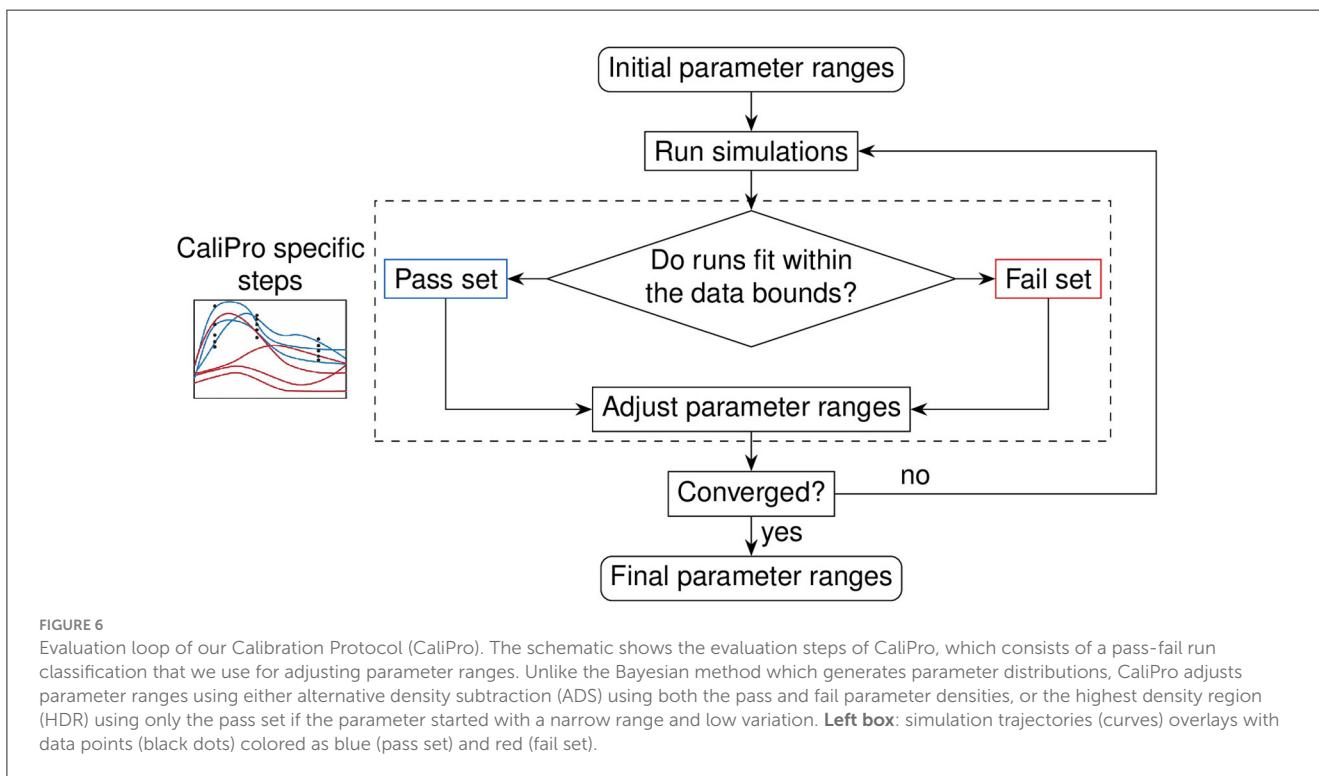 Initial parameter ranges
Run simulations
CaliPro specific
steps
Pass set
Do runs fit within
the data bounds?
Fail set
Adjust parameter ranges
Converged?
no
yes
Final parameter ranges
FIGURE 6
Evaluation loop of our Calibration Protocol (CaliPro). The schematic shows the evaluation steps of CaliPro, which consists of a pass-fail run
classification that we use for adjusting parameter ranges. Unlike the Bayesian method which generates parameter distributions, CaliPro adjusts
parameter ranges using either alternative density subtraction (ADS) using both the pass and fail parameter densities, or the highest density region
(HDR) using only the pass set if the parameter started with a narrow range and low variation. Left box: simulation trajectories (curves) overlays with
data points (black dots) colored as blue (pass set) and red (fail set).